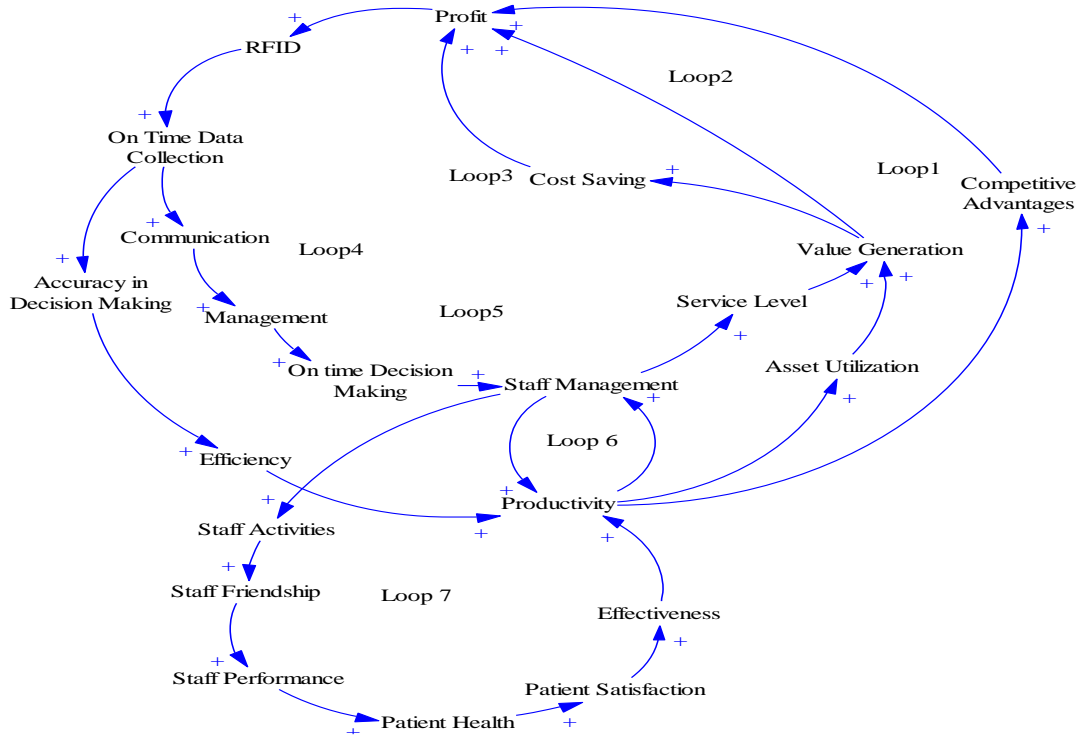 Profit
+
+
RFID
+
+
Loop2
+
On Time Data
Collection
+
Loop3
Cost Saving
+
Loop1
Competitive
Advantages
+
Communication
+
Loop4
Value Generation
+
Accuracy in
Decision Making
+
+
+
Management
+
Loop5
Service Level
+
On time Decision
Making
+
+
Staff Management
+
Asset Utilization
+
Loop 6
Efficiency
+
Productivity
+
+
Staff Activities
+
+
Staff Friendship
+
Loop 7
Effectiveness
+
Staff Performance
+
Patient Satisfaction
+
Patient Health
+